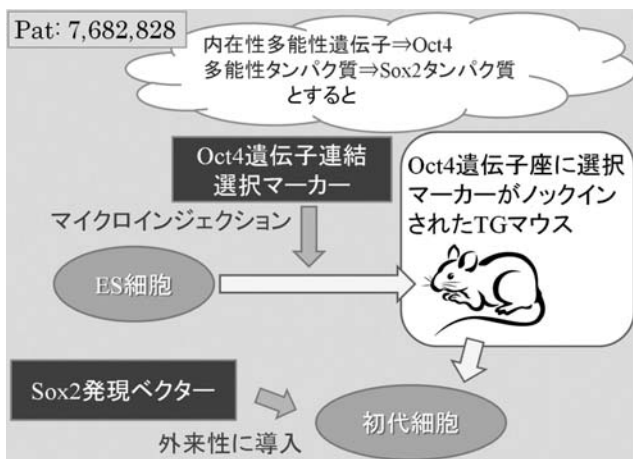 Pat: 7,682,828
内在性多能性遺伝子⇒Oct4
多能性タンパク質⇒Sox2タンパク質
とすると
Oct4遺伝子連結
選択マーカー
Oct4遺伝子座に選択
マーカーがノックイン
されたTGマウス
マイクロインジェクション
ES細胞
Sox2発現ベクター
外来性に導入
初代細胞